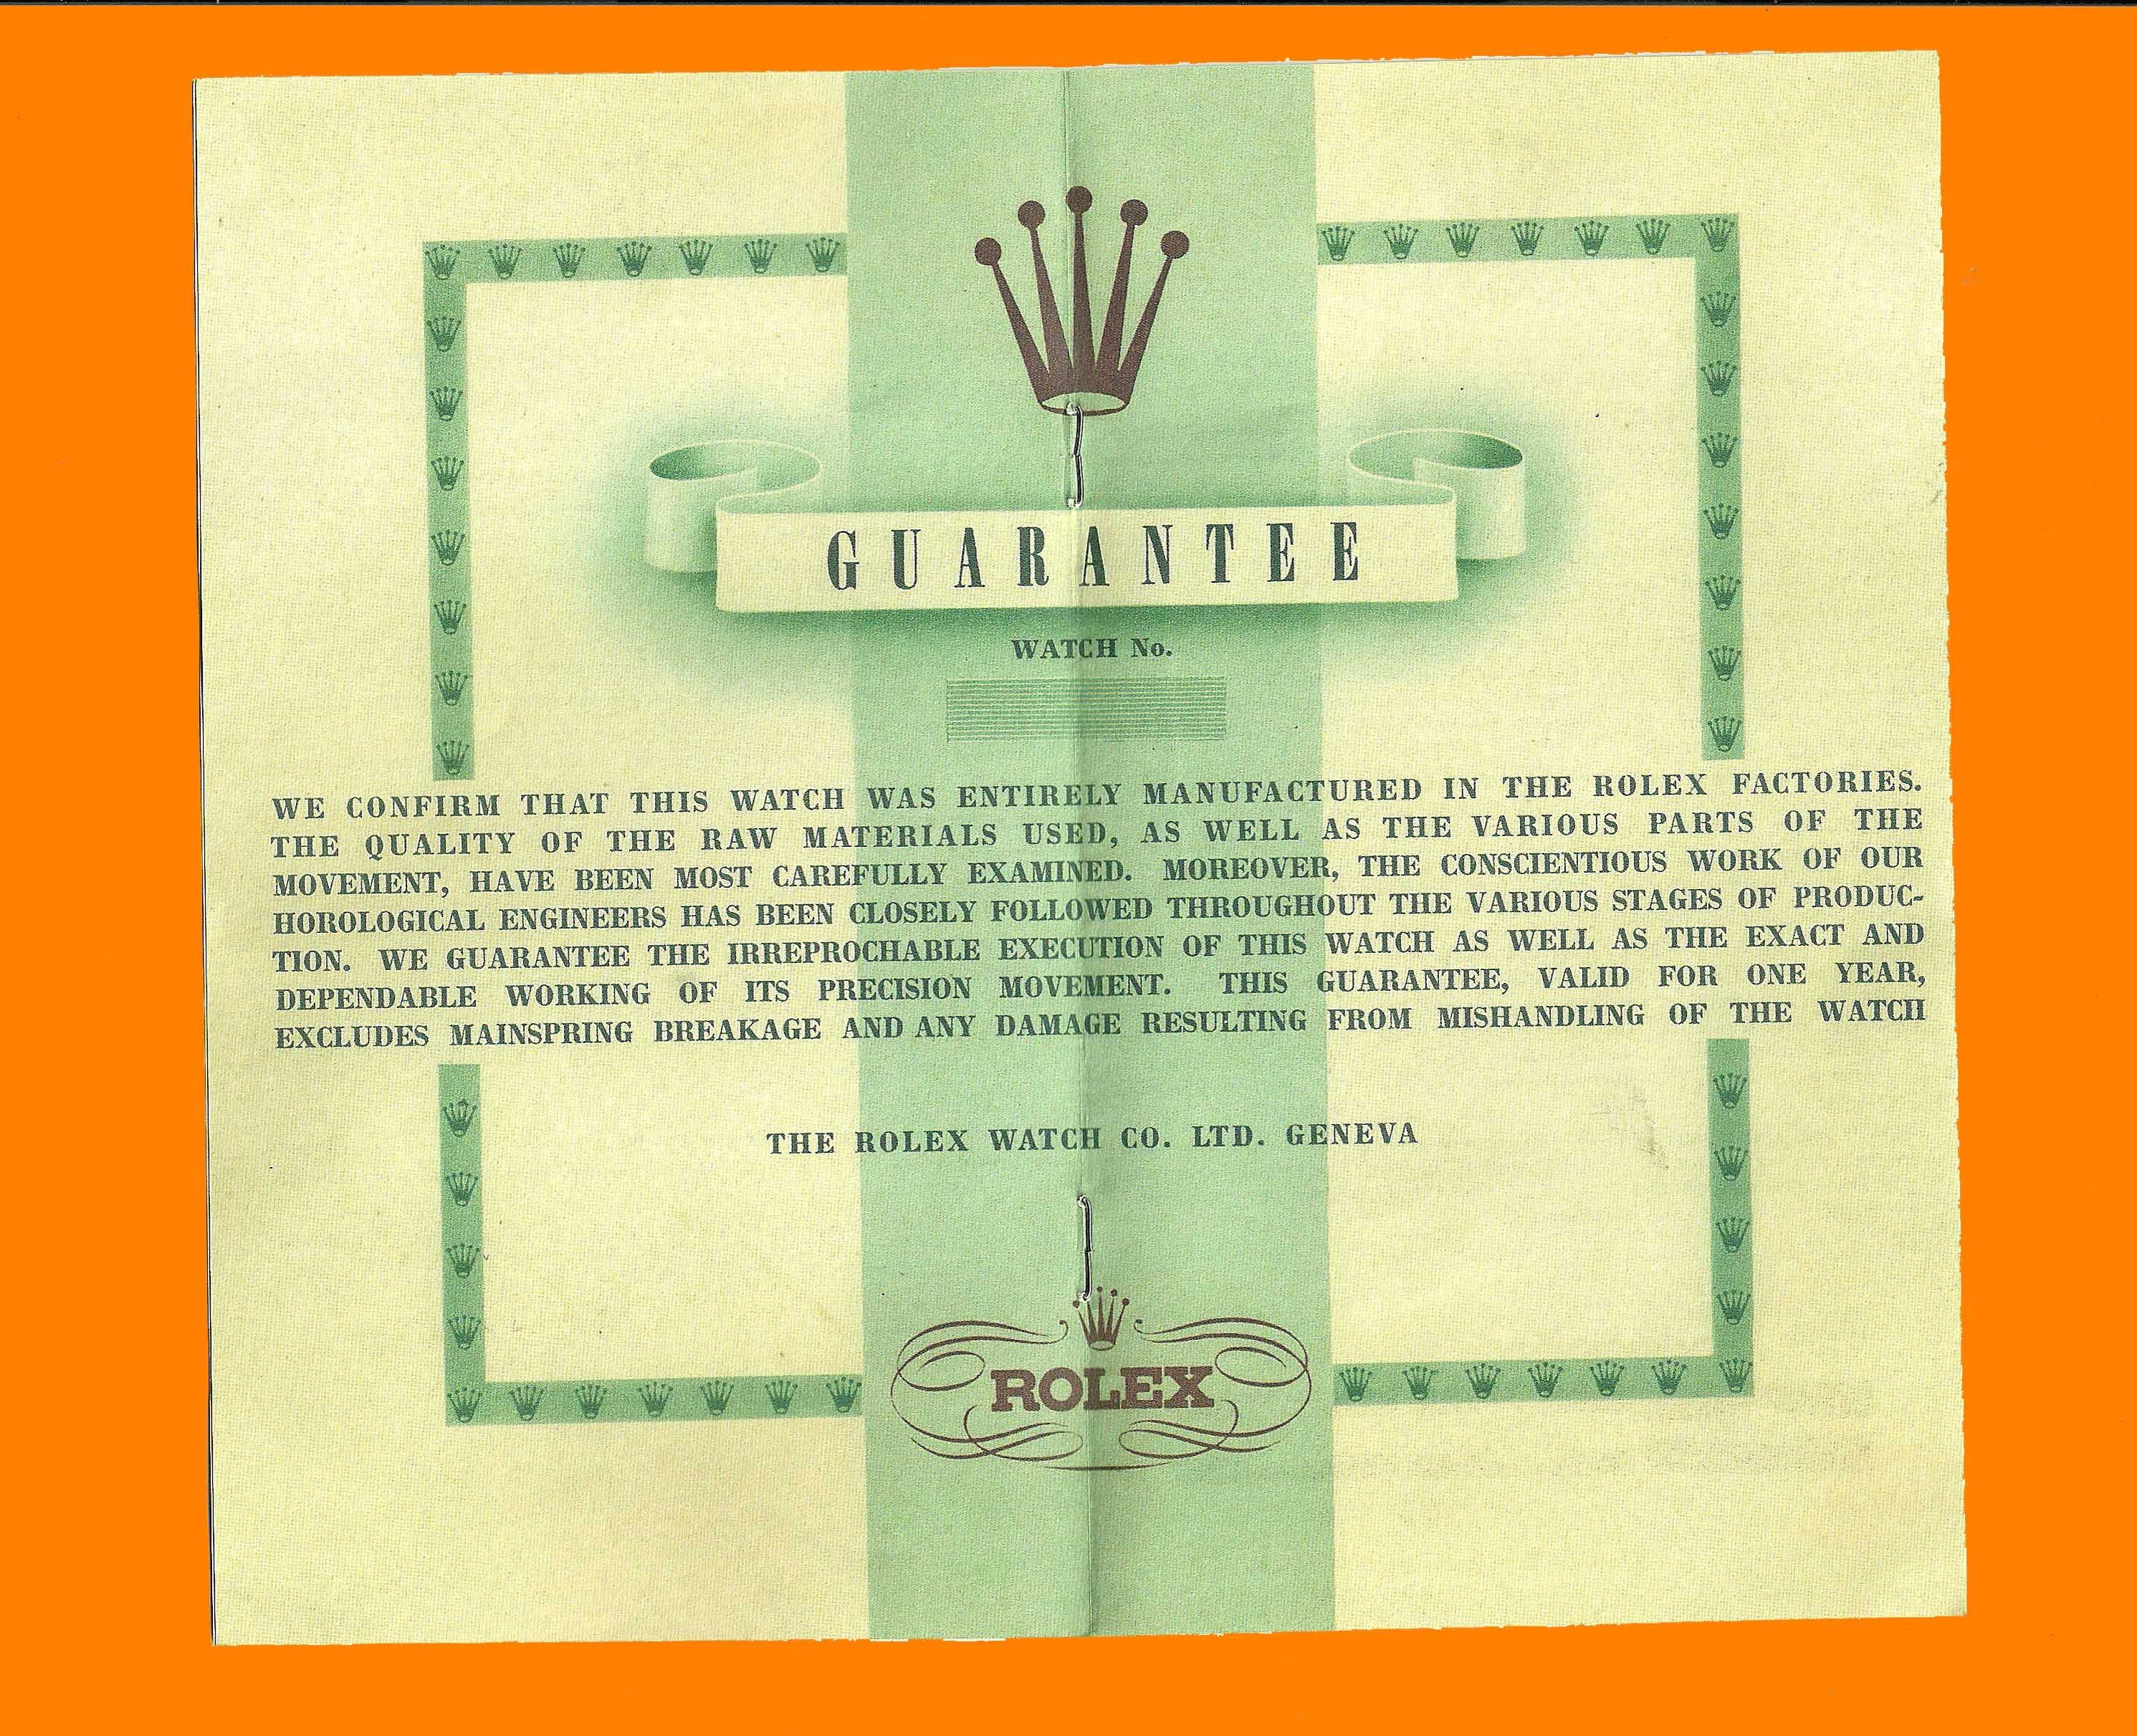 GUARANTEE
WATCH No.
WE CONFIRM THAT THIS WATCH WAS ENTIRELY MANUFACTURED IN THE ROLEX FACTORIES.
THE QUALITY OF THE RAW MATERIALS USED, AS WELL AS THE VARIOUS PARTS OF THE
MOVEMENT, HAVE BEEN MOST CAREFULLY EXAMINED. MOREOVER, THE CONSCIENTIOUS WORK OF OUR
HOROLOGICAL ENGINEERS HAS BEEN CLOSELY FOLLOWED THROUGHOUT THE VARIOUS STAGES OF PRODUC-
TION. WE GUARANTEE THE IRREPROCHABLE EXECUTION OF THIS WATCH AS WELL AS THE EXACT AND
DEPENDABLE WORKING OF ITS PRECISION MOVEMENT. THIS GUARANTEE, VALID FOR ONE YEAR,
EXCLUDES MAINSPRING BREAKAGE AND ANY DAMAGE RESULTING FROM MISHANDLING OF THE WATCH
THE ROLEX WATCH CO. LTD. GENEVA
ROLEX